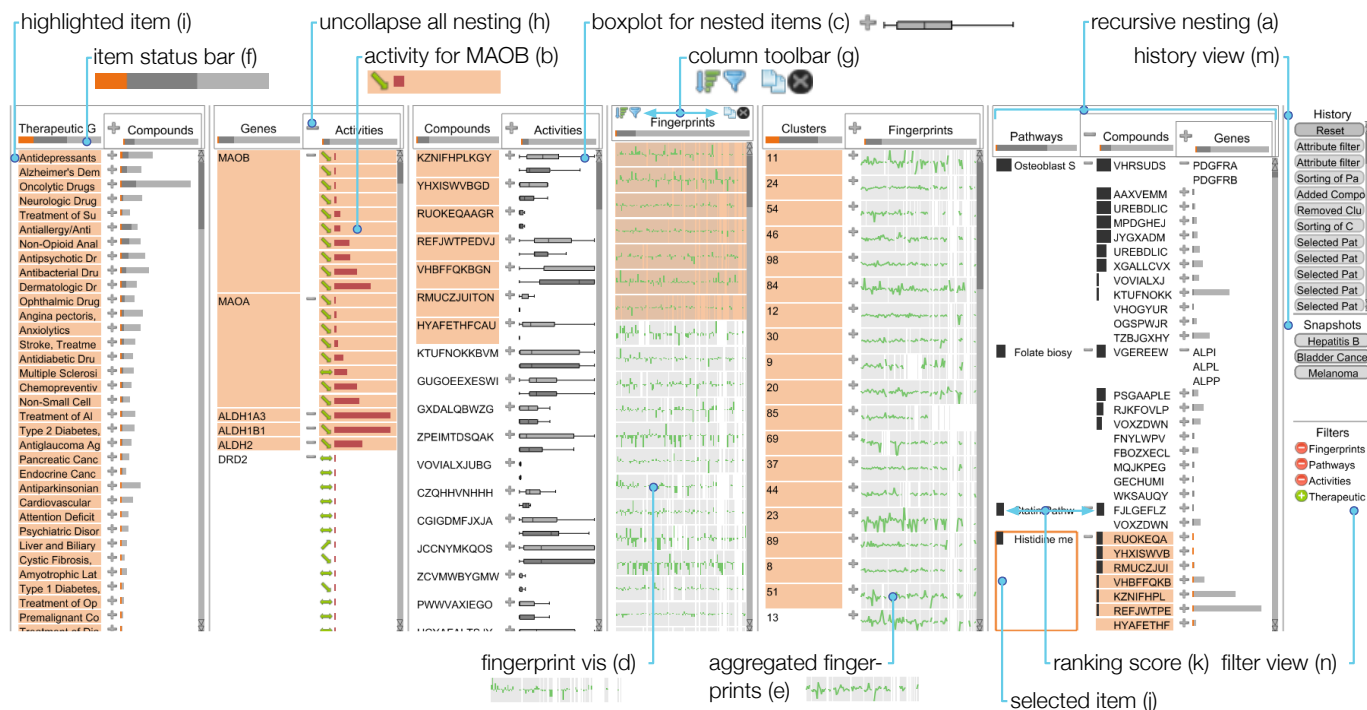 highlighted item (i)
uncollapse all nesting (h)
boxplot for nested items (c)
recursive nesting (a)
item status bar (f)
activity for MAOB (b)
column toolbar (g)
history view (m)
Therapeutic G
Compounds
Genes
Activities
Compounds
Activities
Fingerprints
Clusters
Fingerprints
Pathways
Compounds
Genes
Antidepressants
Alzheimer's Dem
Oncolytic Drugs
Neurologic Drug
Treatment of Su
Antiallergy/Anti
Non-Opioid Anal
Antipsychotic Dr
Antibacterial Dru
Dermatologic Dr
Ophthalmic Drug
Angina pectoris,
Anxiolytics
Stroke, Treatme
Antidiabetic Dru
Multiple Sclerosi
Chemopreventiv
Non-Small Cell
Treatment of Al
Type 2 Diabetes,
Antiglaucoma Ag
Pancreatic Canc
Endocrine Canc
Antiparkinsonian
Cardiovascular
Attention Deficit
Psychiatric Disor
Liver and Biliary
Cystic Fibrosis,
Amyotrophic Lat
Type 1 Diabetes,
Treatment of Op
Premalignant Co
MAOB
MAOA
ALDH1A3
ALDH1B1
ALDH2
DRD2
KZNIFHPLKGY
YHXISWVBGD
RUOKEQAAGR
REFJWTPEDVJ
VHBFFQKBGN
RMUCZJUITON
HYAFETHFCAU
KTUFNOKKBVM
GUGOEEXESWI
GXDALQBWZG
ZPEIMTDSQAK
VOVIALXJUBG
CZQHHVNHHH
CGIGDMFJXJA
JCCNYMKQOS
ZCVMWBYGMW
PWWVAXIEGO
11
24
54
46
98
84
12
30
9
20
85
69
37
44
23
89
8
51
13
Osteoblast S
VHRSUDS
PDGFRA
PDGFRB
AAXVEMM
UREBDLIC
MPDGHEJ
JYGXADM
UREBDLIC
XGALLCVX
VOVIALXJ
KTUFNOKK
VHOGYUR
OGSPWJR
TZBJGXHY
Folate biosy
VGEREEW
ALPI
ALPL
ALPP
PSGAAPLE
RJKFOVLP
VOXZDWN
FNYLWPV
FBOZXECL
MQJKPEG
GECHUMI
WKSAUQY
Statin Pathw
FJLGEFLZ
VOXZDWN
Histidine me
RUOKEQA
YHXISWVB
RMUCZJUI
VHBFFQKB
KZNIFHPL
REFJWTPE
HYAFETHF
History
Reset
Attribute filter
Attribute filter
Sorting of Pa
Added Compo
Removed Clu
Sorting of C
Selected Pat
Selected Pat
Selected Pat
Selected Pat
Selected Pat
Snapshots
Hepatitis B
Bladder Cance
Melanoma
Filters
Fingerprints
Pathways
Activities
Therapeutic
fingerprint vis (d)
aggregated finger-
prints (e)
ranking score (k)
filter view (n)
selected item (j)